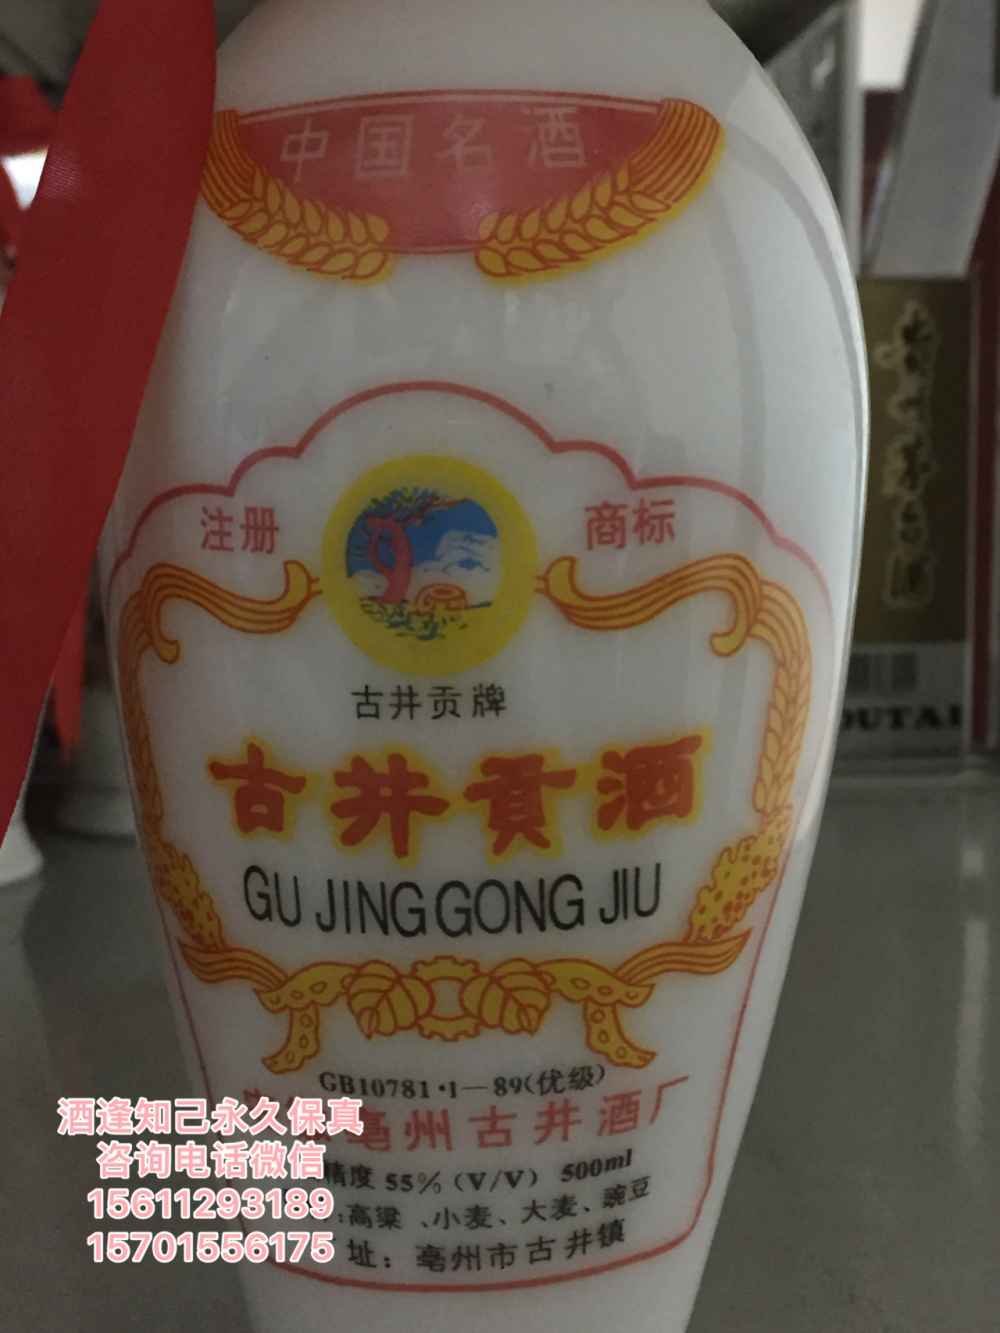 中国名酒
注册 商标
古井贡牌
古井贡酒
GU JING GONG JIU
GB10781·1—89(优级)
亳州古井酒厂
精度 55%(V/V) 500ml
:高粱、小麦、大麦、豌豆
址：亳州市古井镇
酒逢知己永久保真
咨询电话微信
15611293189
15701556175
OUTAI